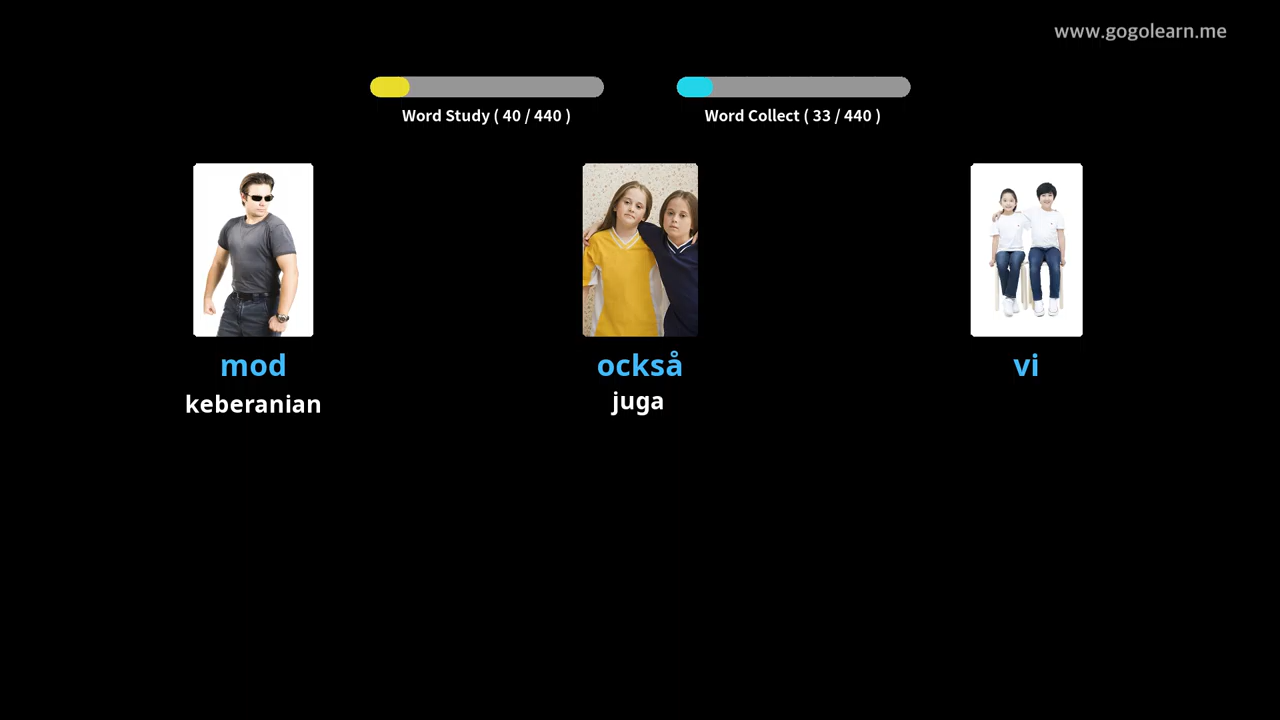 www.gogolearn.me
Word Study ( 40 / 440 )
Word Collect ( 33 / 440 )
mod
också
vi
keberanian
juga